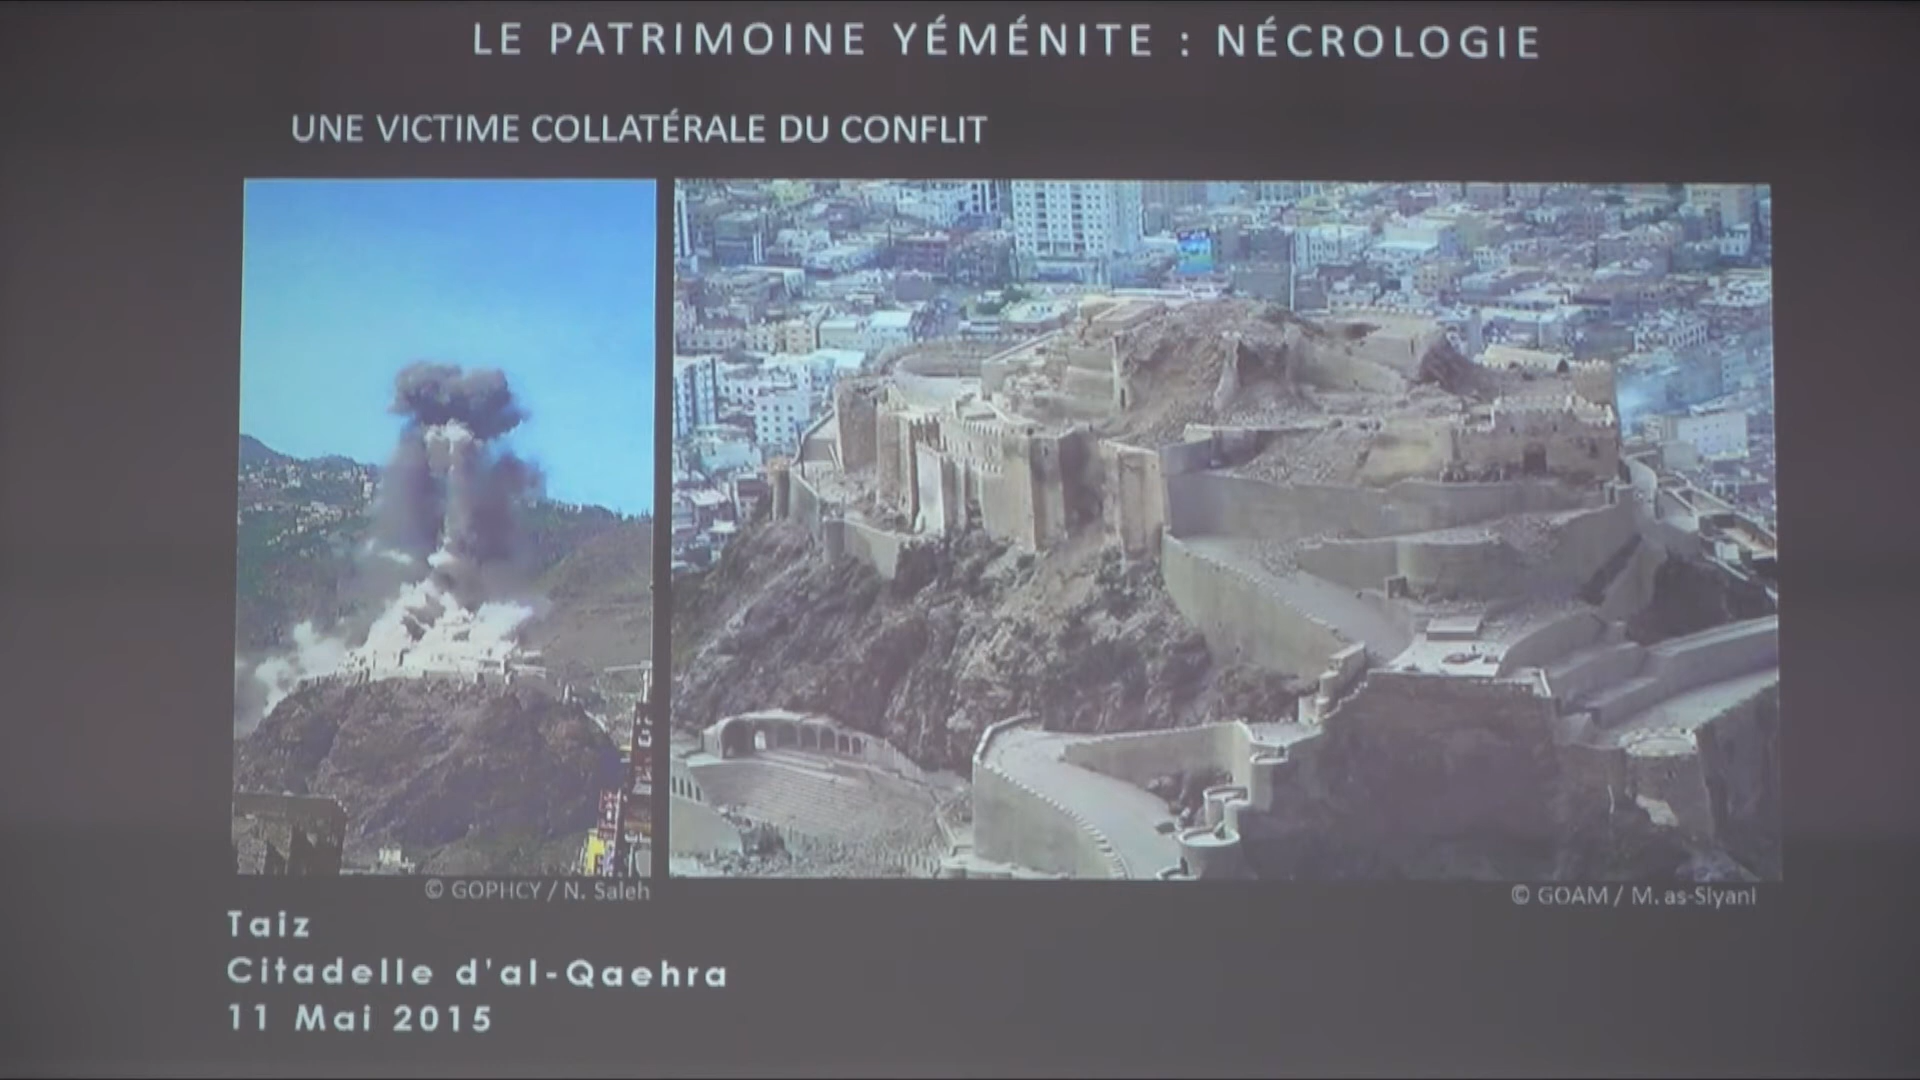 LE PATRIMOINE YÉMÉNITE : NÉCROLOGIE
UNE VICTIME COLLATÉRALE DU CONFLIT
© GOPHCY / N. Saleh
© GOAM / M. as-Siyani
Taiz
Citadelle d'al-Qaehra
11 Mai 2015